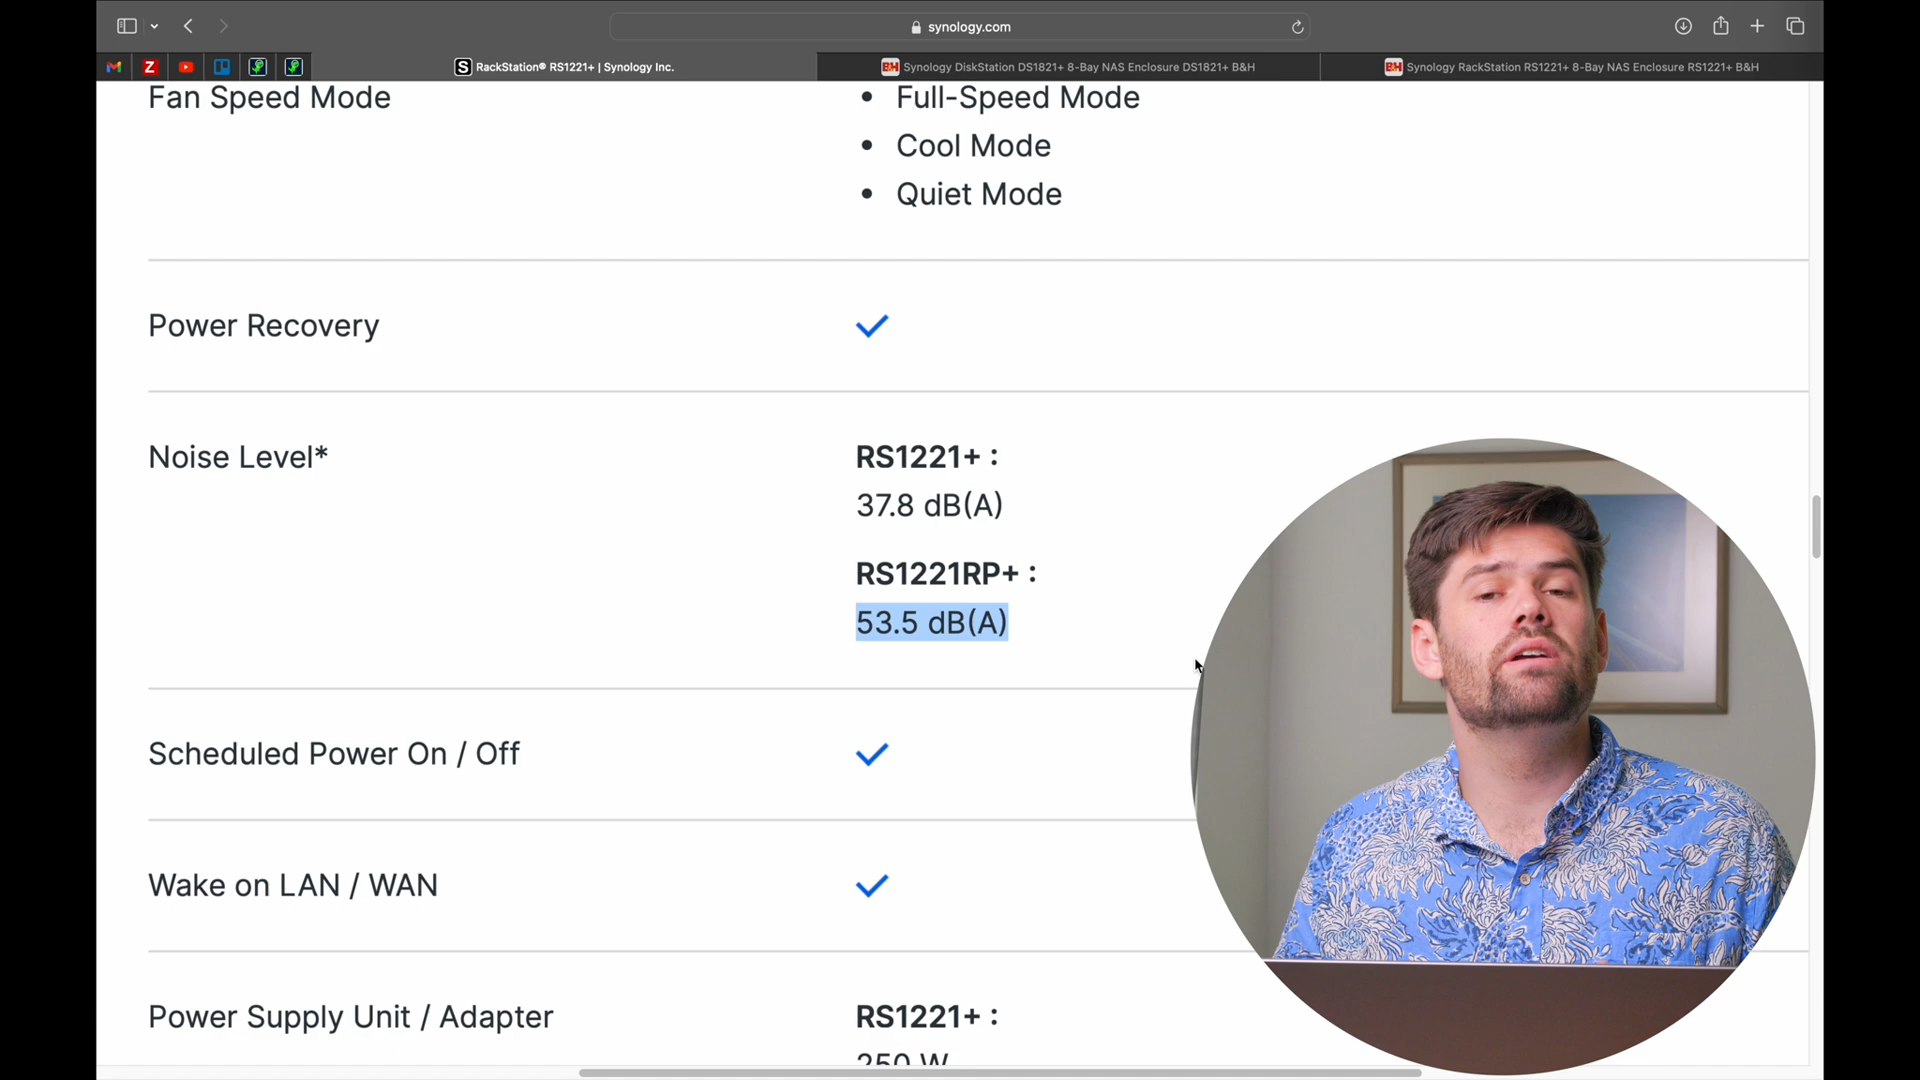 synology.com
RackStation® RS1221+ | Synology Inc.
Synology DiskStation DS1821+ 8-Bay NAS Enclosure DS1821+ B&H
Synology RackStation RS1221+ 8-Bay NAS Enclosure RS1221+ B&H
Fan Speed Mode
• Full-Speed Mode
• Cool Mode
• Quiet Mode
Power Recovery
Noise Level*
RS1221+ :
37.8 dB(A)
RS1221RP+ :
53.5 dB(A)
Scheduled Power On / Off
Wake on LAN / WAN
Power Supply Unit / Adapter
RS1221+ :
250 W